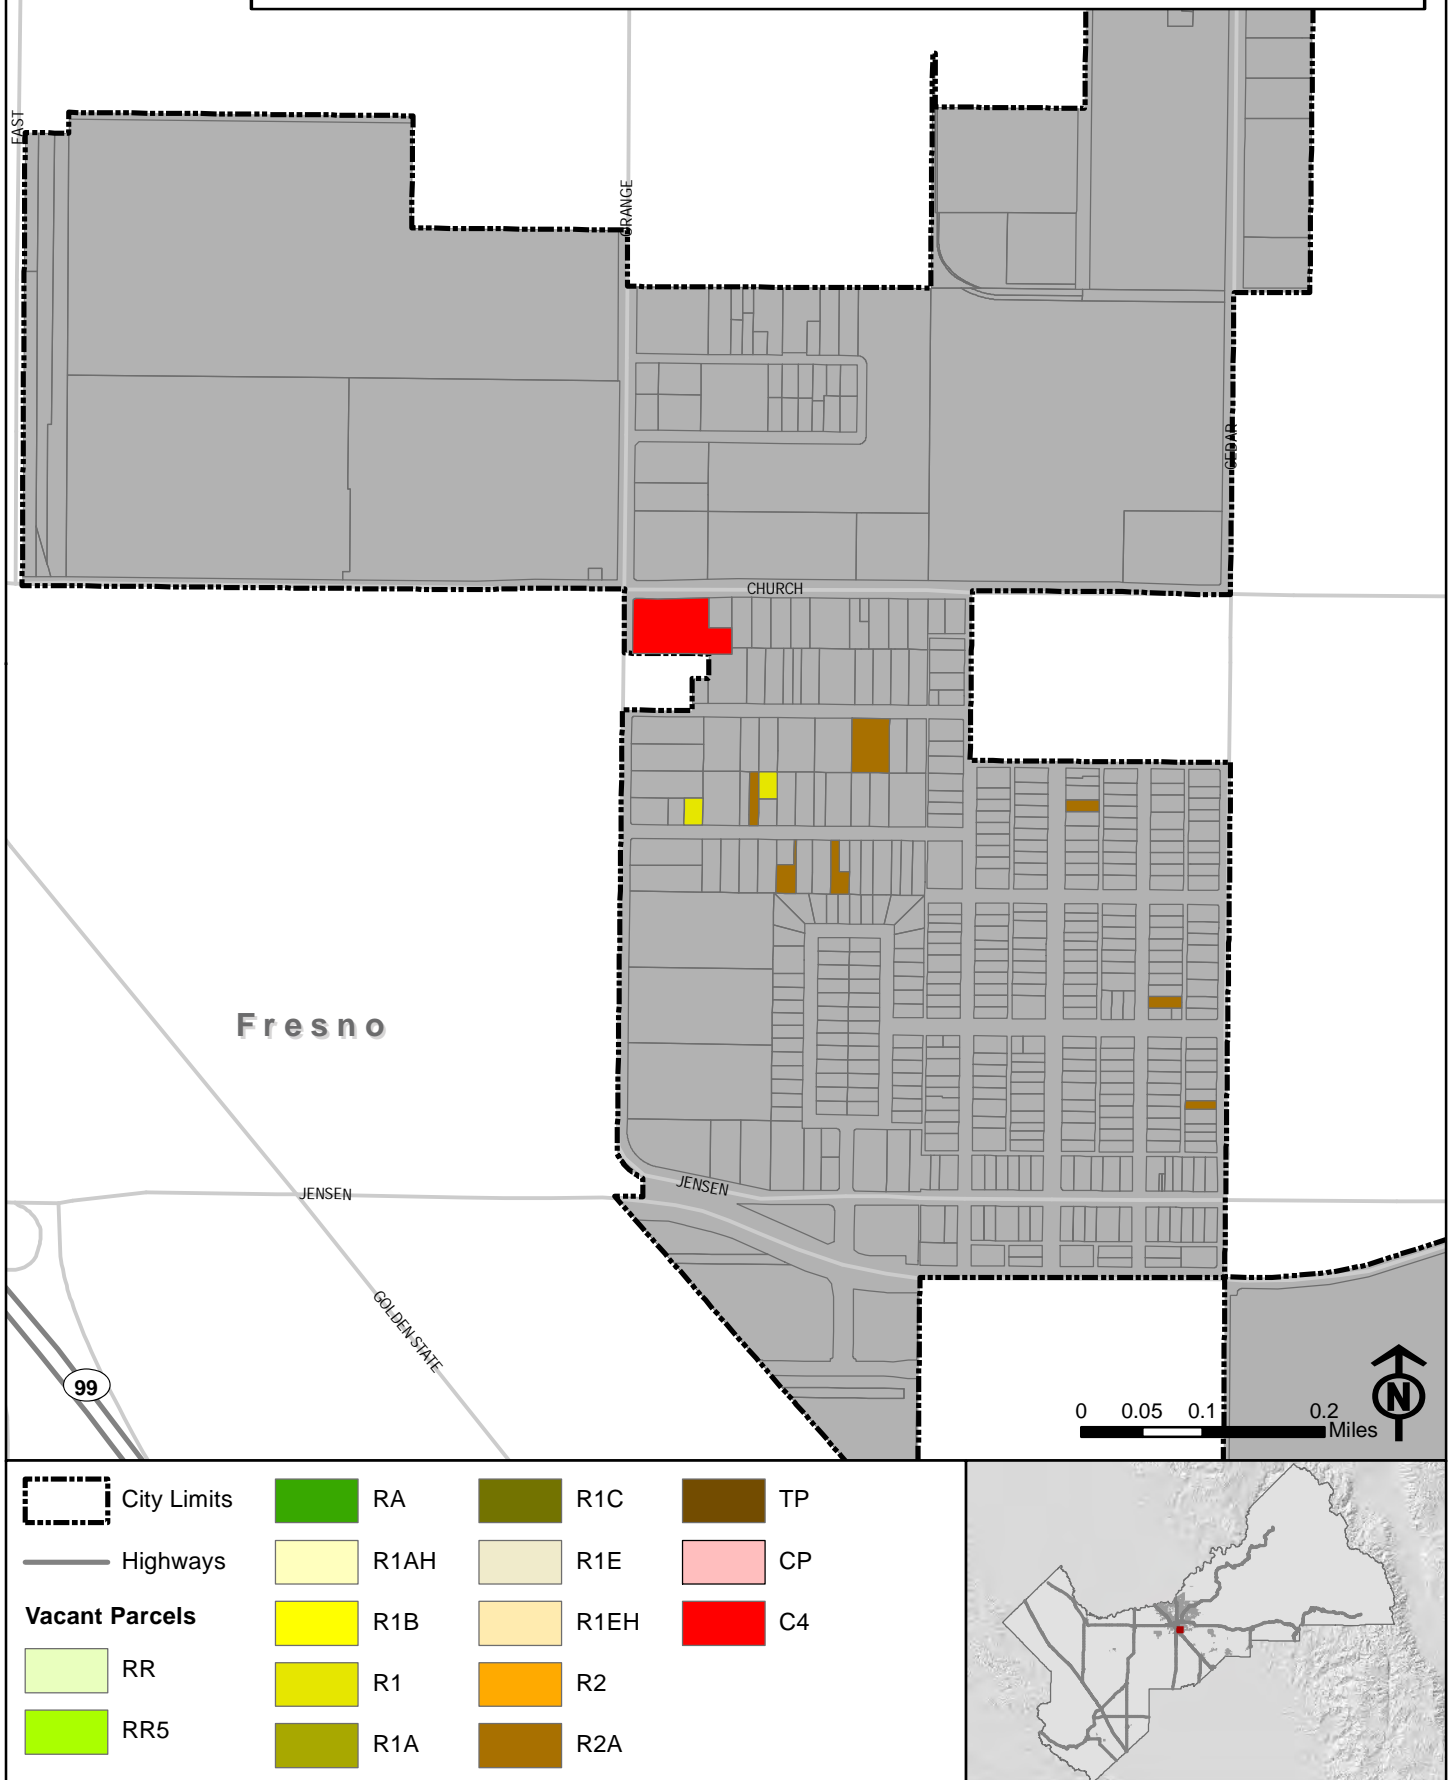 EAST
ORANGE
CEDAR
CHURCH
Fresno
JENSEN
JENSEN
GOLDEN STATE
99
N
0 0.05 0.1 0.2
Miles
City Limits
Highways
Vacant Parcels
RR
RR5
RA
R1AH
R1B
R1
R1A
R1C
R1E
R1EH
R2
R2A
TP
CP
C4